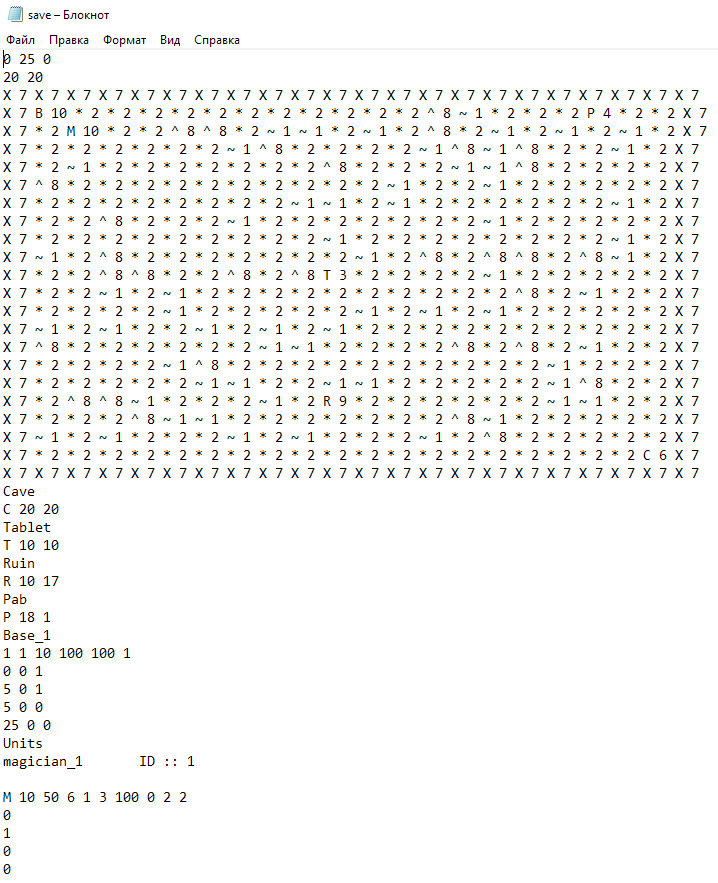 save – Блокнот
Файл Правка Формат Вид Справка
0 25 0
20 20
X 7 X 7 X 7 X 7 X 7 X 7 X 7 X 7 X 7 X 7 X 7 X 7 X 7 X 7 X 7 X 7 X 7 X 7 X 7 X 7 X 7 X 7
X 7 B 10 * 2 * 2 * 2 * 2 * 2 * 2 * 2 * 2 * 2 * 2 * 2 ^ 8 ~ 1 * 2 * 2 * 2 P 4 * 2 * 2 X 7
X 7 * 2 M 10 * 2 * 2 ^ 8 ^ 8 * 2 ~ 1 ~ 1 * 2 ~ 1 * 2 ^ 8 * 2 ~ 1 * 2 ~ 1 * 2 ~ 1 * 2 X 7
X 7 * 2 * 2 * 2 * 2 * 2 * 2 ~ 1 ^ 8 * 2 * 2 * 2 * 2 ~ 1 ^ 8 ~ 1 ^ 8 * 2 * 2 ~ 1 * 2 X 7
X 7 * 2 ~ 1 * 2 * 2 * 2 * 2 * 2 * 2 * 2 ^ 8 * 2 * 2 * 2 ~ 1 ~ 1 ^ 8 * 2 * 2 * 2 * 2 X 7
X 7 ^ 8 * 2 * 2 * 2 * 2 * 2 * 2 * 2 * 2 * 2 * 2 ~ 1 * 2 * 2 ~ 1 * 2 * 2 * 2 * 2 * 2 X 7
X 7 * 2 * 2 * 2 * 2 * 2 * 2 * 2 * 2 ~ 1 ~ 1 * 2 ~ 1 * 2 * 2 * 2 * 2 * 2 * 2 ~ 1 * 2 X 7
X 7 * 2 * 2 ^ 8 * 2 * 2 * 2 ~ 1 * 2 * 2 * 2 * 2 * 2 * 2 * 2 ~ 1 * 2 * 2 * 2 * 2 * 2 X 7
X 7 * 2 * 2 * 2 * 2 * 2 * 2 * 2 * 2 * 2 ~ 1 * 2 * 2 * 2 * 2 * 2 * 2 * 2 * 2 ~ 1 * 2 X 7
X 7 ~ 1 * 2 ^ 8 * 2 * 2 * 2 * 2 * 2 * 2 * 2 ~ 1 * 2 ^ 8 * 2 ^ 8 ^ 8 * 2 ^ 8 ~ 1 * 2 X 7
X 7 * 2 * 2 ^ 8 ^ 8 * 2 * 2 ^ 8 * 2 ^ 8 T 3 * 2 * 2 * 2 * 2 ~ 1 * 2 * 2 * 2 * 2 * 2 X 7
X 7 * 2 * 2 ~ 1 * 2 ~ 1 * 2 * 2 * 2 * 2 * 2 * 2 * 2 * 2 * 2 * 2 ^ 8 * 2 ~ 1 * 2 * 2 X 7
X 7 * 2 * 2 * 2 * 2 ~ 1 * 2 * 2 * 2 * 2 * 2 ~ 1 * 2 ~ 1 * 2 ~ 1 * 2 * 2 * 2 * 2 * 2 X 7
X 7 ~ 1 * 2 ~ 1 * 2 * 2 ~ 1 * 2 ~ 1 * 2 ~ 1 * 2 * 2 * 2 * 2 * 2 * 2 * 2 * 2 * 2 * 2 X 7
X 7 ^ 8 * 2 * 2 * 2 * 2 * 2 * 2 ~ 1 ~ 1 * 2 * 2 * 2 * 2 ^ 8 * 2 ^ 8 * 2 ~ 1 * 2 * 2 X 7
X 7 * 2 * 2 * 2 * 2 ~ 1 ^ 8 * 2 * 2 * 2 * 2 * 2 * 2 * 2 * 2 * 2 * 2 ~ 1 * 2 * 2 * 2 X 7
X 7 * 2 * 2 * 2 * 2 * 2 ~ 1 ~ 1 * 2 * 2 ~ 1 ~ 1 * 2 * 2 * 2 * 2 * 2 ~ 1 ^ 8 * 2 * 2 X 7
X 7 * 2 ^ 8 ^ 8 ~ 1 * 2 * 2 * 2 ~ 1 * 2 R 9 * 2 * 2 * 2 * 2 * 2 * 2 ~ 1 ~ 1 * 2 * 2 X 7
X 7 * 2 * 2 * 2 ^ 8 ~ 1 ~ 1 * 2 * 2 * 2 * 2 * 2 * 2 * 2 ^ 8 ~ 1 * 2 * 2 * 2 * 2 * 2 X 7
X 7 ~ 1 * 2 ~ 1 * 2 * 2 * 2 ~ 1 * 2 ~ 1 * 2 * 2 * 2 ~ 1 * 2 ^ 8 * 2 * 2 * 2 * 2 * 2 X 7
X 7 * 2 * 2 * 2 * 2 * 2 * 2 * 2 * 2 * 2 * 2 * 2 * 2 * 2 * 2 * 2 * 2 * 2 * 2 * 2 C 6 X 7
X 7 X 7 X 7 X 7 X 7 X 7 X 7 X 7 X 7 X 7 X 7 X 7 X 7 X 7 X 7 X 7 X 7 X 7 X 7 X 7 X 7 X 7
Cave
C 20 20
Tablet
T 10 10
Ruin
R 10 17
Pab
P 18 1
Base_1
1 1 10 100 100 1
0 0 1
5 0 1
5 0 0
25 0 0
Units
magician_1 ID :: 1
M 10 50 6 1 3 100 0 2 2
0
1
0
0